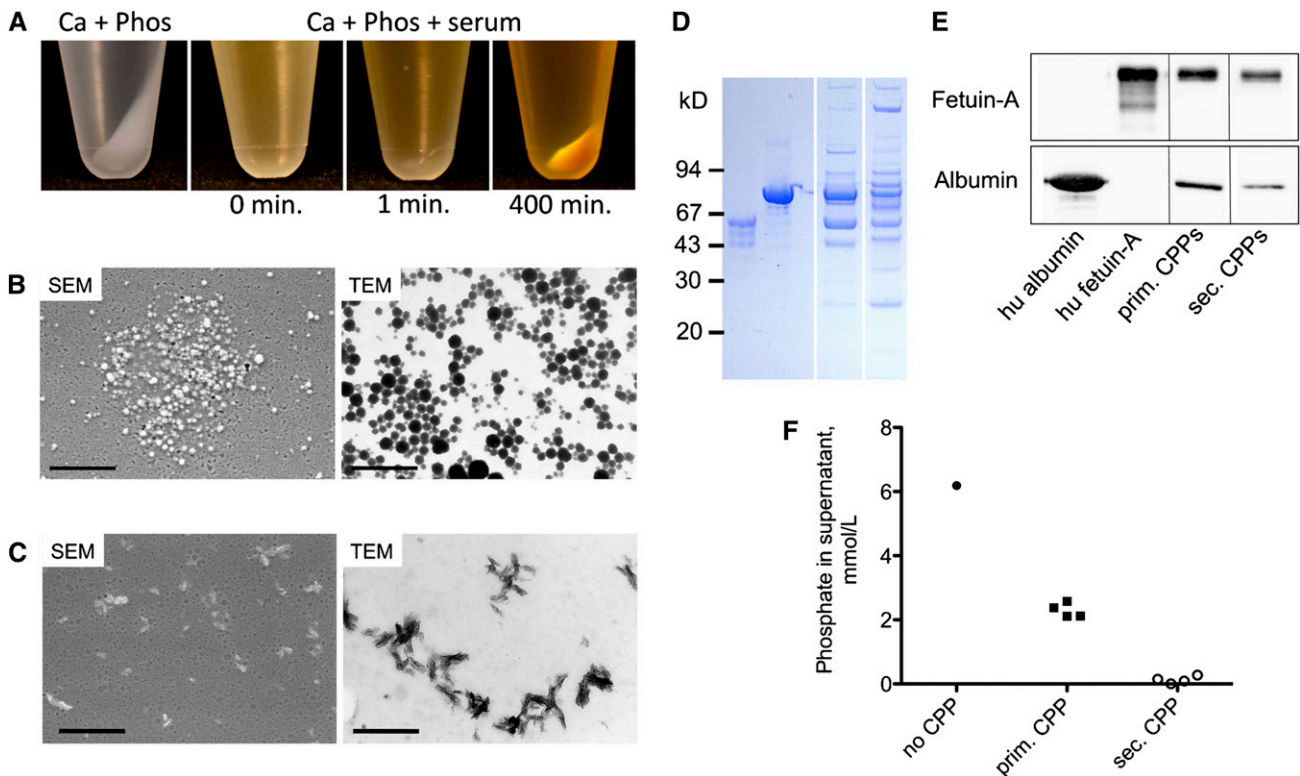 A
Ca + Phos
Ca + Phos + serum
0 min.
1 min.
400 min.
B
SEM
TEM
C
SEM
TEM
D
kD
94
67
43
30
20
E
Fetuin-A
Albumin
hu albumin
hu fetuin-A
prim. CPPs
sec. CPPs
F
Phosphate in supernatant,
mmol/L
8
6
4
2
0
no CPP
prim. CPP
sec. CPP